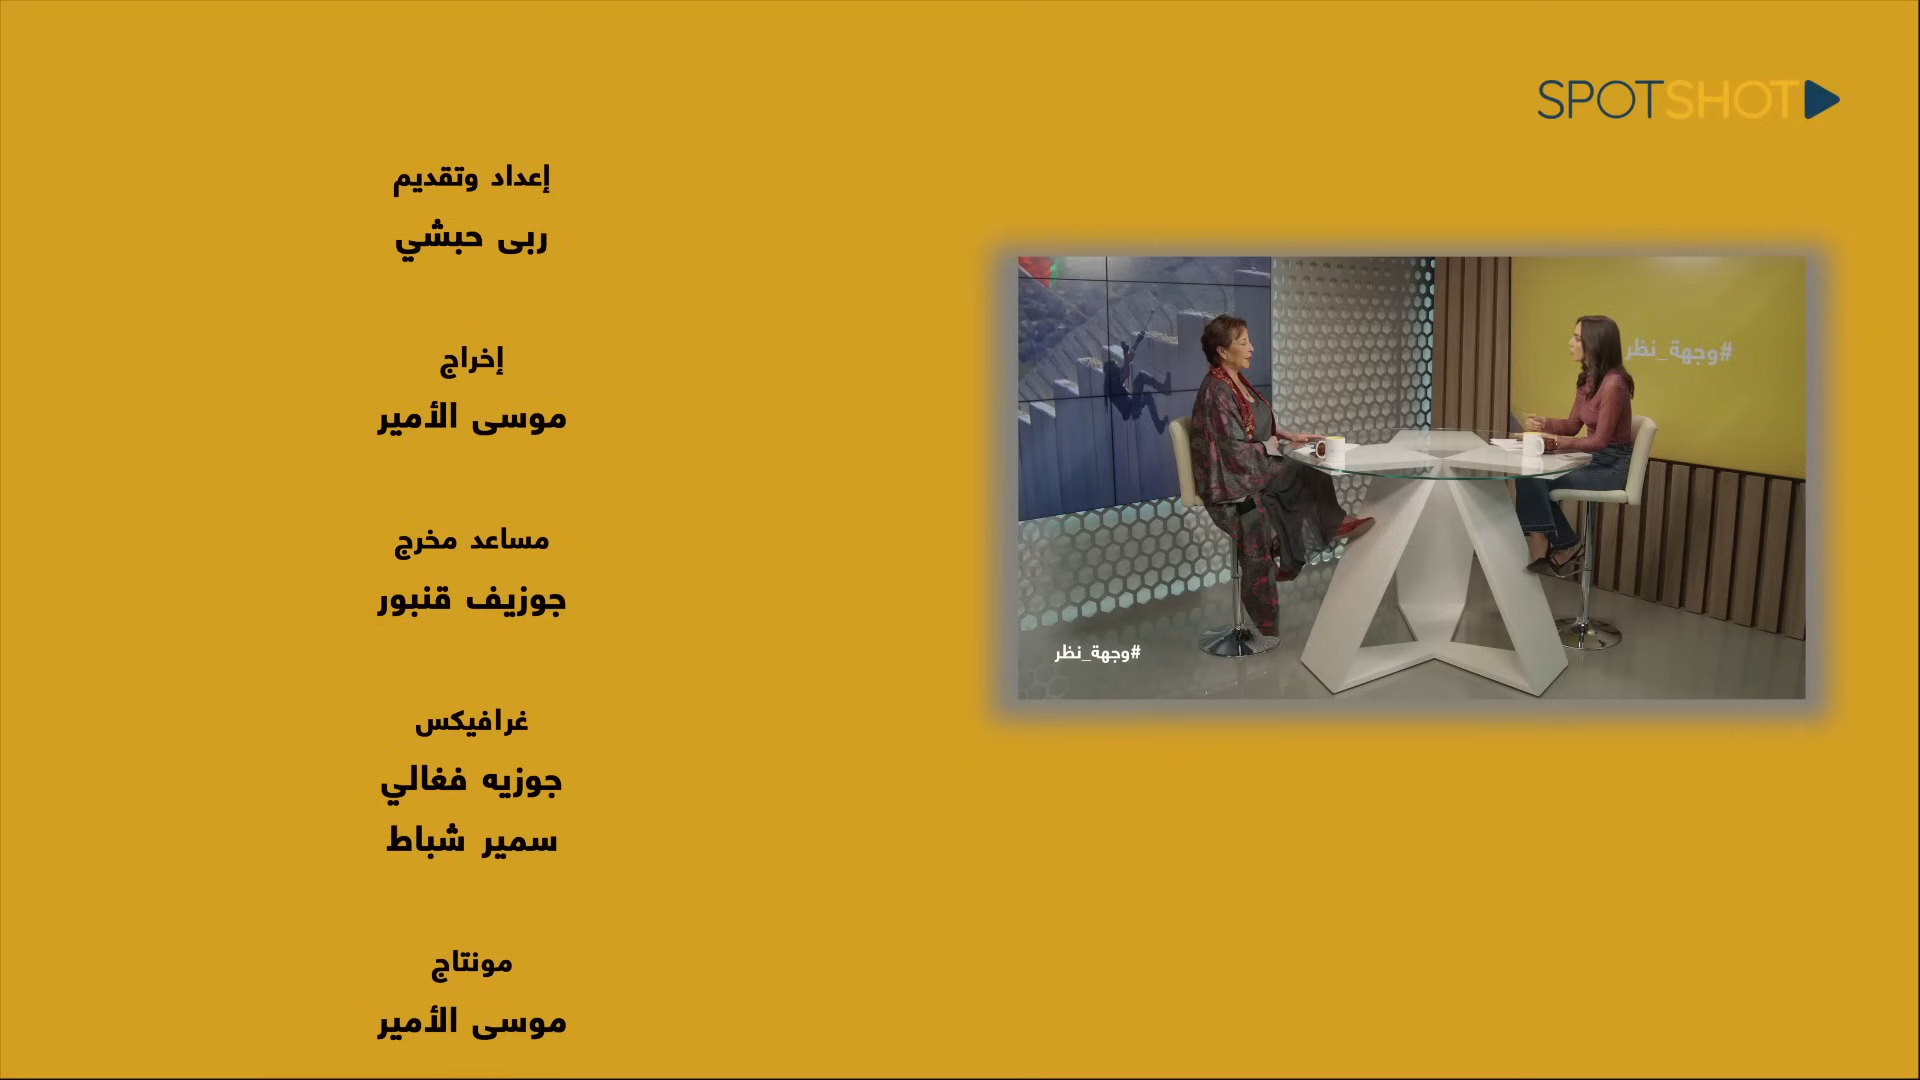 SPOTSHOT
إعداد وتقديم
ربى حبشي
إخراج
موسى الأمير
مساعد مخرج
جوزيف قنبور
غرافيكس
جوزيه فغالي
سمير شباط
مونتاج
موسى الأمير
#وجهة_نظر
#وجهة_نظر